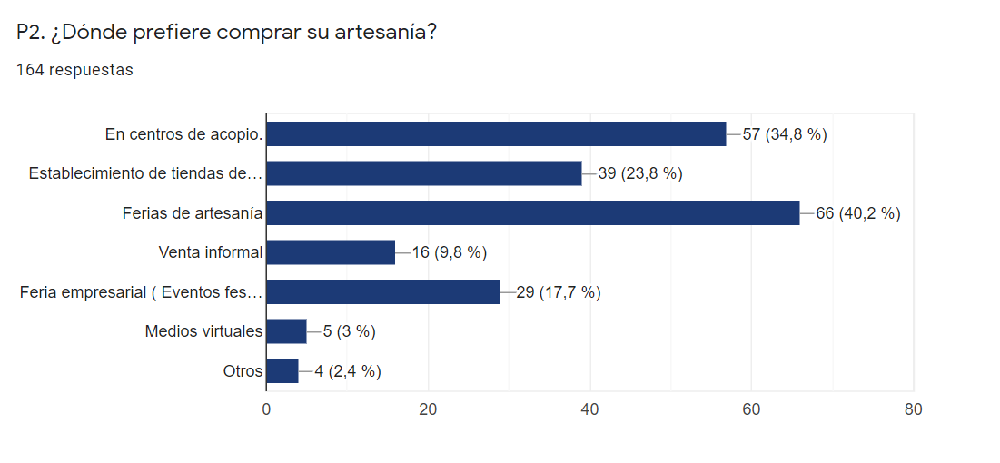 P2. ¿Dónde prefiere comprar su artesanía?
164 respuestas
En centros de acopio. 57 (34,8 %)
Establecimiento de tiendas de… 39 (23,8 %)
Ferias de artesanía 66 (40,2 %)
Venta informal 16 (9,8 %)
Feria empresarial ( Eventos fes… 29 (17,7 %)
Medios virtuales 5 (3 %)
Otros 4 (2,4 %)
0 20 40 60 80